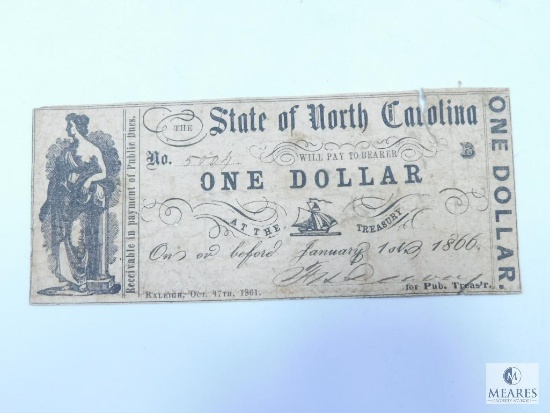 THE State of North Carolina
No. 5004 WILL PAY TO BEARER B
ONE DOLLAR
AT THE TREASURY
On or before January 1st 1866.
for Pub. Treas'r.
RALEIGH, Oct. 17TH, 1861.
Receivable in payment of Public Dues.
ONE DOLLAR
M
MEARES